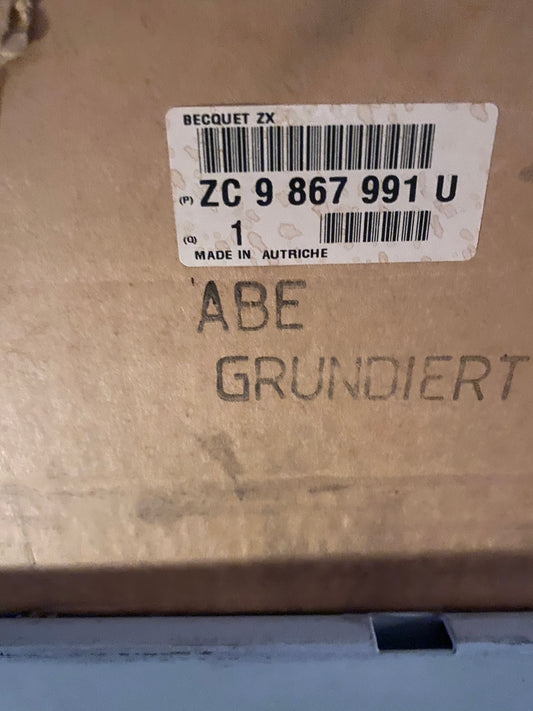 BECQUET ZX
(P) ZC 9 867 991 U
(Q) 1
MADE IN AUTRICHE
ABE
GRUNDIERT